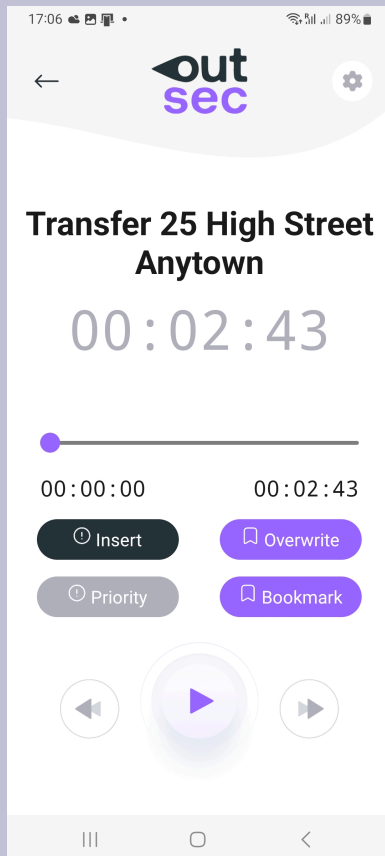 17:06
89%
out
sec
Transfer 25 High Street
Anytown
00:02:43
00:00:00
00:02:43
Insert
Overwrite
Priority
Bookmark